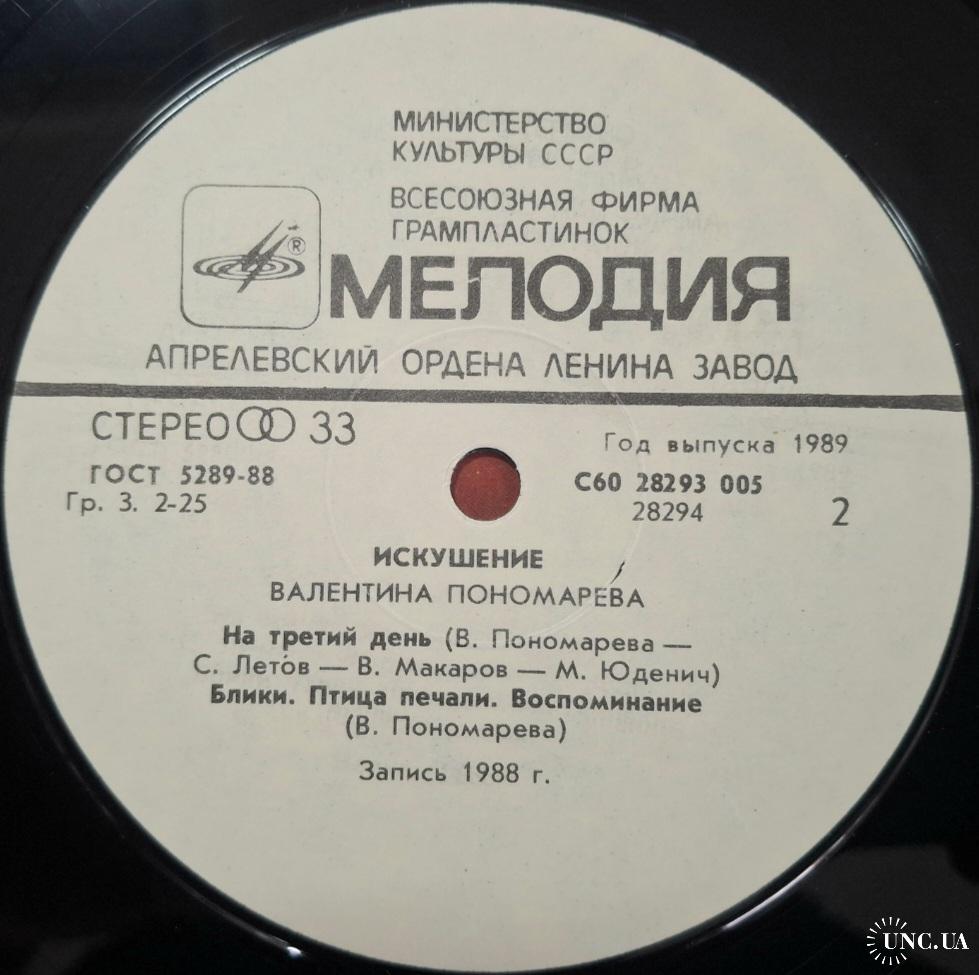 МИНИСТЕРСТВО
КУЛЬТУРЫ СССР
ВСЕСОЮЗНАЯ ФИРМА
ГРАМПЛАСТИНОК
®
МЕЛОДИЯ
АПРЕЛЕВСКИЙ ОРДЕНА ЛЕНИНА ЗАВОД
СТЕРЕО 33
Год выпуска 1989
ГОСТ 5289-88
С60 28293 005
Гр. 3. 2-25
28294
2
ИСКУШЕНИЕ
ВАЛЕНТИНА ПОНОМАРЕВА
На третий день (В. Пономарева —
С. Летов — В. Макаров — М. Юденич)
Блики. Птица печали. Воспоминание
(В. Пономарева)
Запись 1988 г.
UNC.UA